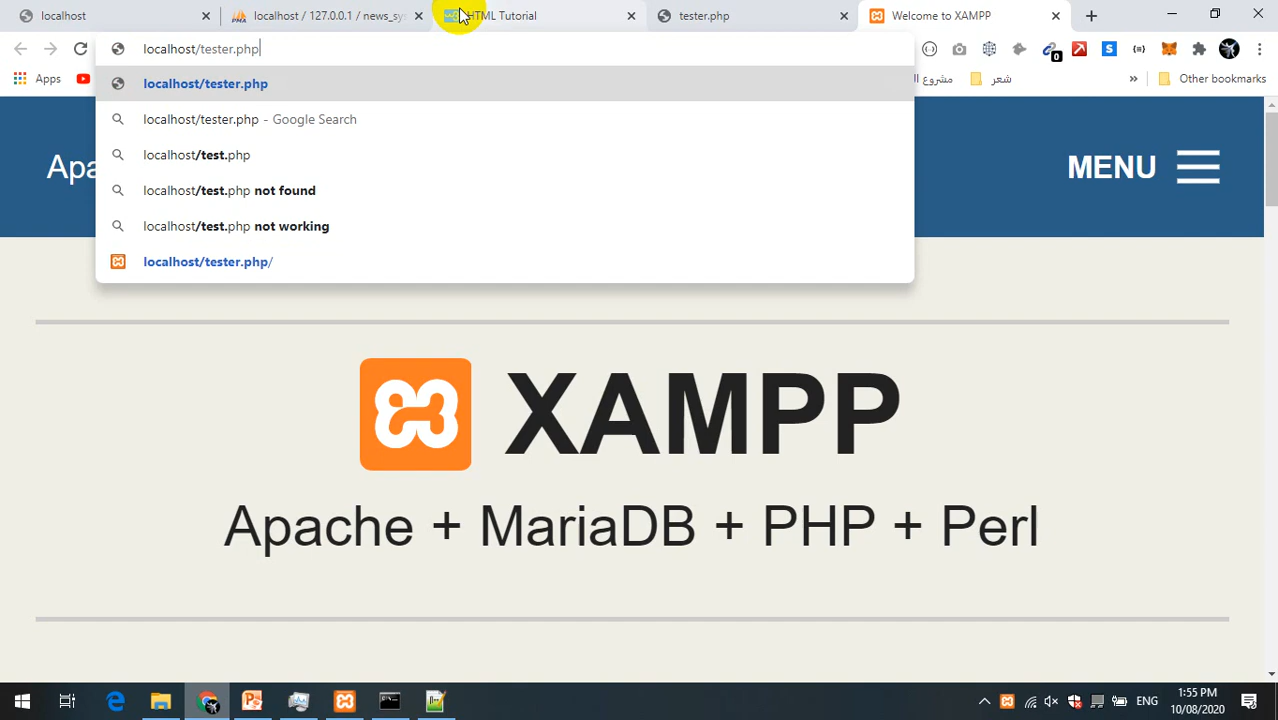 localhost
localhost / 127.0.0.1 / news_sy
HTML Tutorial
tester.php
Welcome to XAMPP
localhost/tester.php
0
Apps
مشروع ال
شعر
»
Other bookmarks
localhost/tester.php
localhost/tester.php - Google Search
localhost/test.php
localhost/test.php not found
localhost/test.php not working
localhost/tester.php/
Apa
MENU
XAMPP
Apache + MariaDB + PHP + Perl
ENG
1:55 PM
10/08/2020